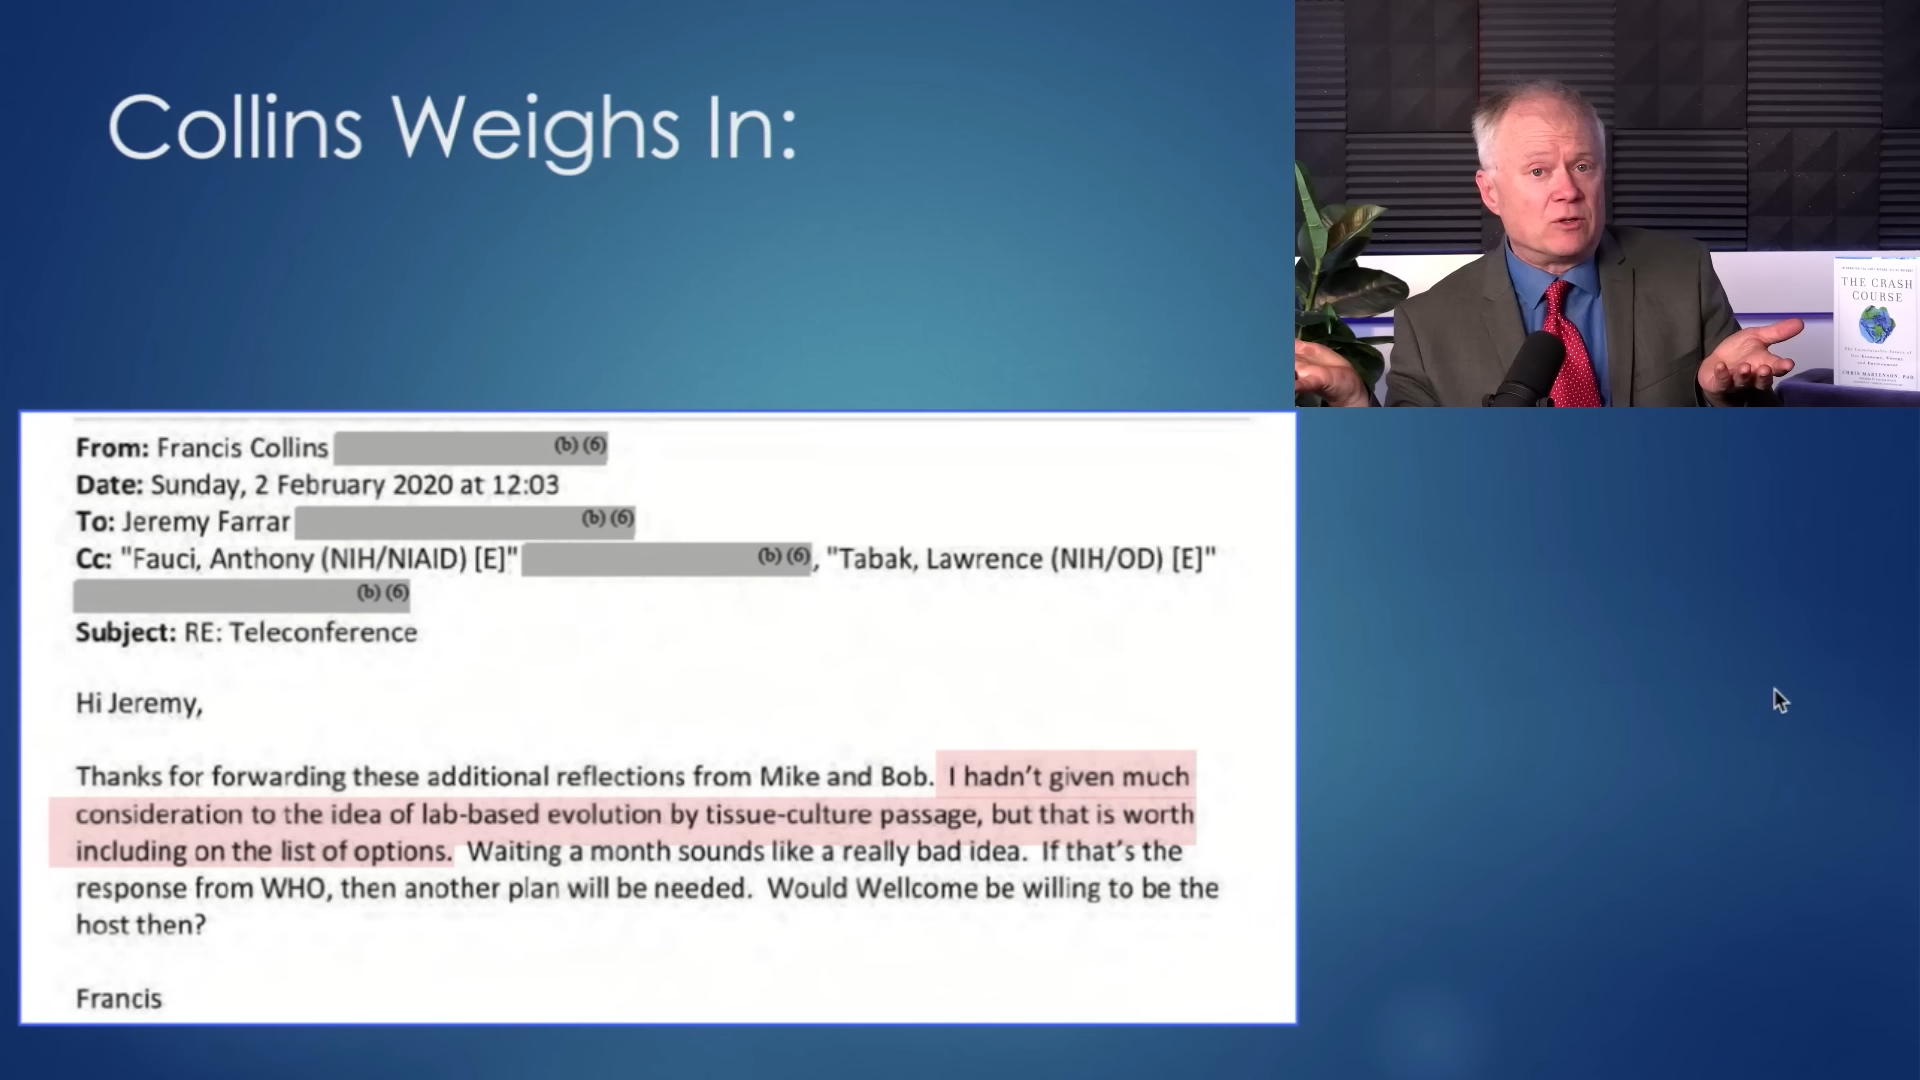 Collins Weighs In:
THE CRASH
COURSE
CHRIS MARTENSON, PhD
From: Francis Collins (b) (6)
Date: Sunday, 2 February 2020 at 12:03
To: Jeremy Farrar (b) (6)
Cc: "Fauci, Anthony (NIH/NIAID) [E]" (b) (6), "Tabak, Lawrence (NIH/OD) [E]"
(b) (6)
Subject: RE: Teleconference
Hi Jeremy,
Thanks for forwarding these additional reflections from Mike and Bob. I hadn't given much
consideration to the idea of lab-based evolution by tissue-culture passage, but that is worth
including on the list of options. Waiting a month sounds like a really bad idea. If that's the
response from WHO, then another plan will be needed. Would Wellcome be willing to be the
host then?
Francis